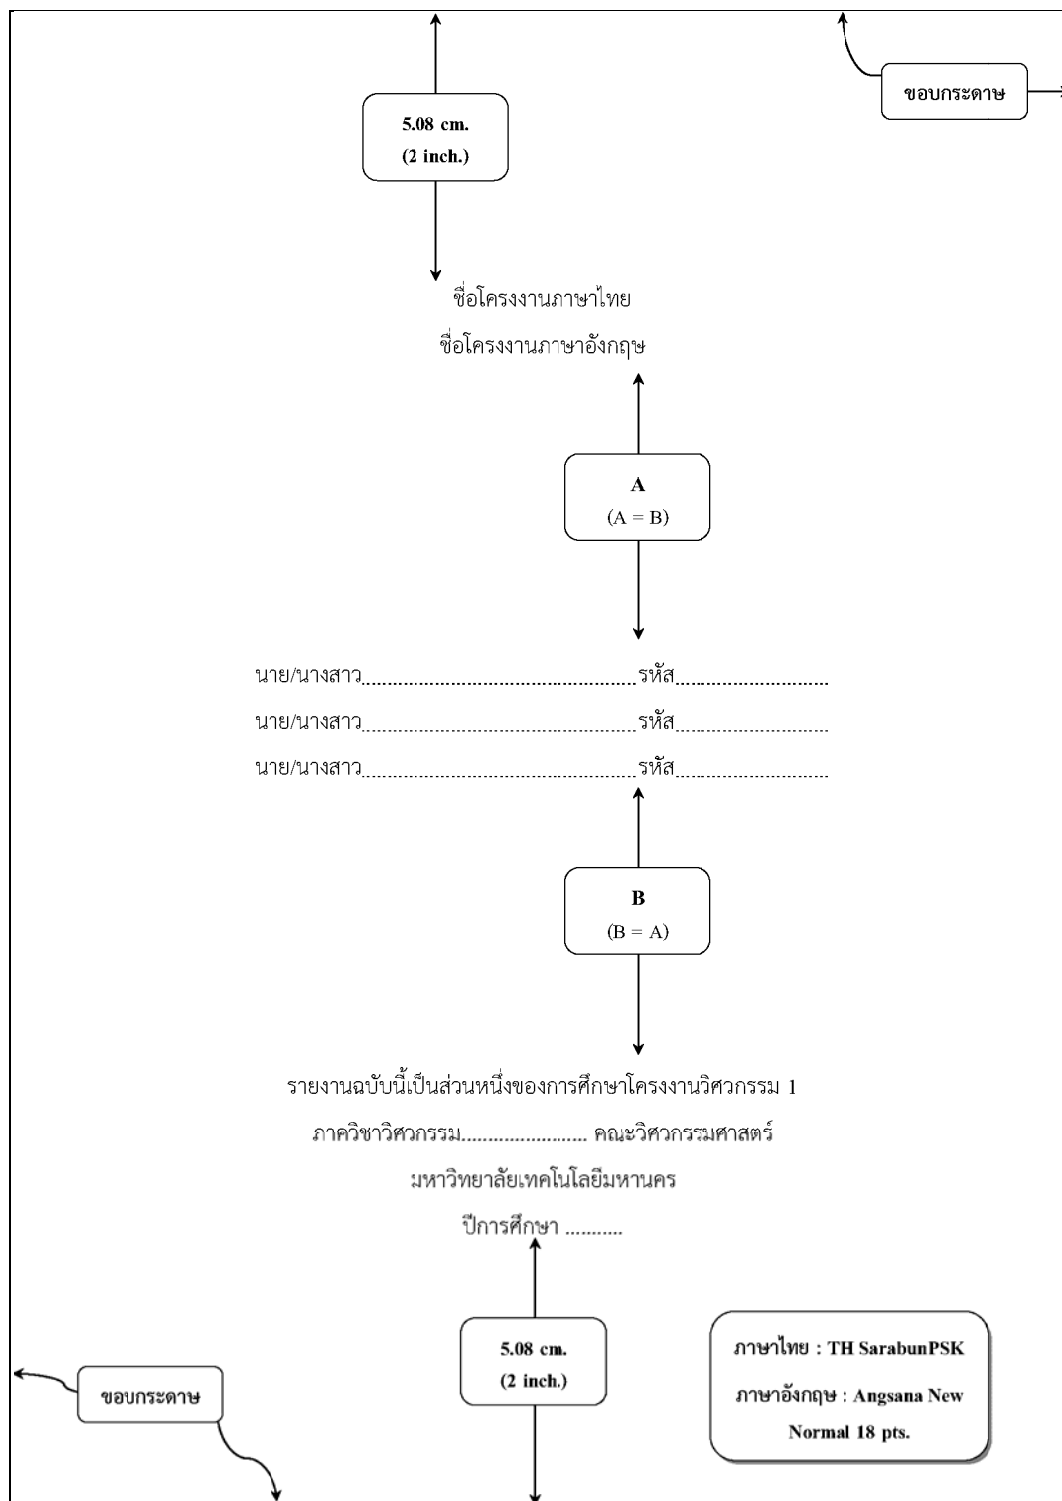 ขอบกระดาษ
5.08 cm.
(2 inch.)
ชื่อโครงงานภาษาไทย
ชื่อโครงงานภาษาอังกฤษ
A
(A = B)
นาย/นางสาว................................................รหัส...........................
นาย/นางสาว................................................รหัส...........................
นาย/นางสาว................................................รหัส...........................
B
(B = A)
รายงานฉบับนี้เป็นส่วนหนึ่งของการศึกษาโครงงานวิศวกรรม 1
ภาควิชาวิศวกรรม........................ คณะวิศวกรรมศาสตร์
มหาวิทยาลัยเทคโนโลยีมหานคร
ปีการศึกษา ...........
5.08 cm.
(2 inch.)
ภาษาไทย : TH SarabunPSK
ภาษาอังกฤษ : Angsana New
Normal 18 pts.
ขอบกระดาษ